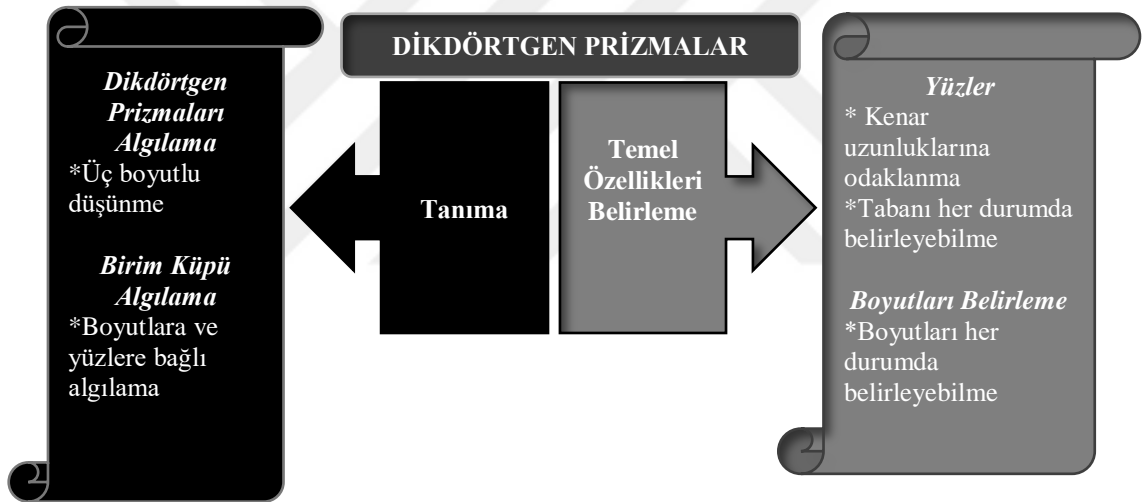 DİKDÖRTGEN PRİZMALAR
Dikdörtgen
Prizmaları
Algılama
*Üç boyutlu
düşünme
Birim Küpü
Algılama
*Boyutlara ve
yüzlere bağlı
algılama
Tanıma
Temel
Özellikleri
Belirleme
Yüzler
* Kenar
uzunluklarına
odaklanma
*Tabanı her durumda
belirleyebilme
Boyutları Belirleme
*Boyutları her
durumda
belirleyebilme